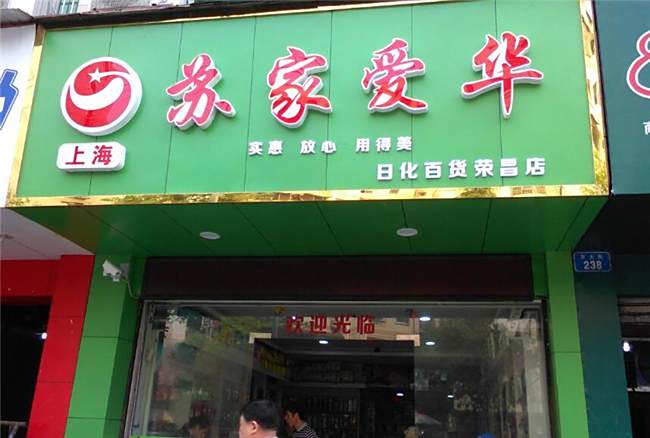 苏家爱华
上海
实惠 放心 用得美
日化百货荣昌店
238
欢迎光临